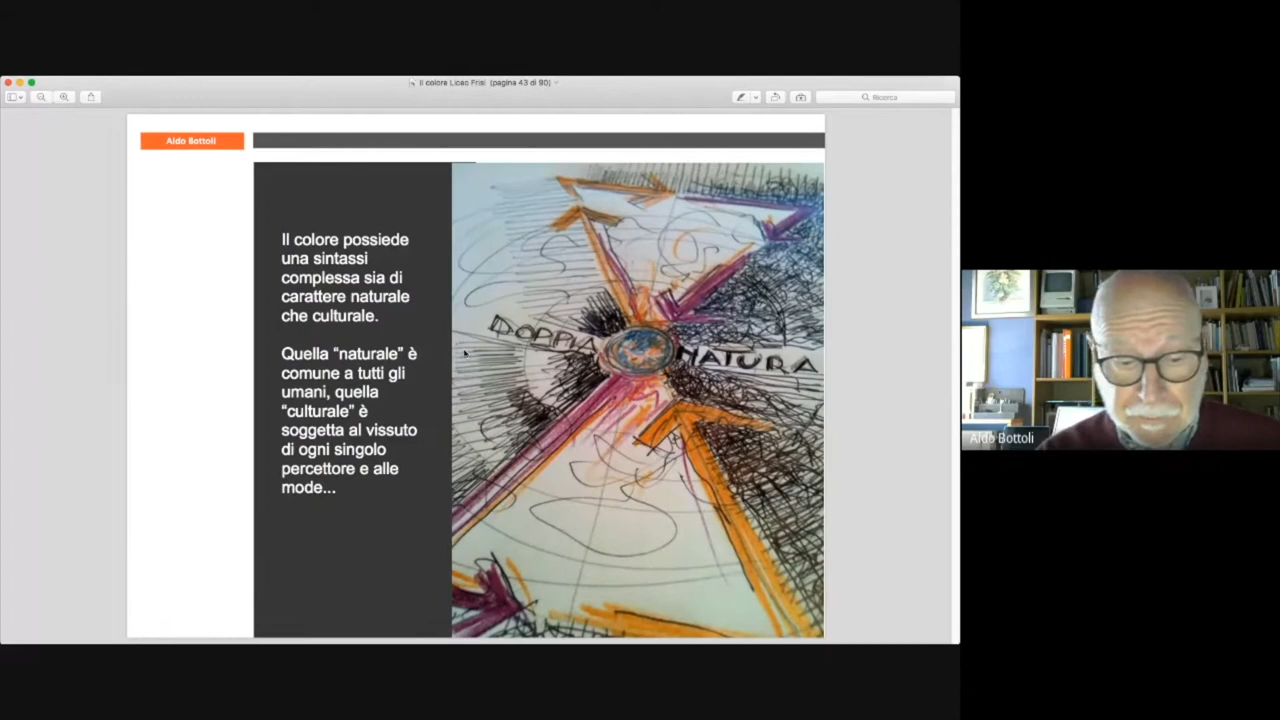 Il colore Liceo Frisi (pagina 43 di 90)
Ricerca
Aldo Bottoli
Il colore possiede
una sintassi
complessa sia di
carattere naturale
che culturale.
Quella “naturale” è
comune a tutti gli
umani, quella
“culturale” è
soggetta al vissuto
di ogni singolo
percettore e alle
mode...
DOPPIA NATURA
Aldo Bottoli